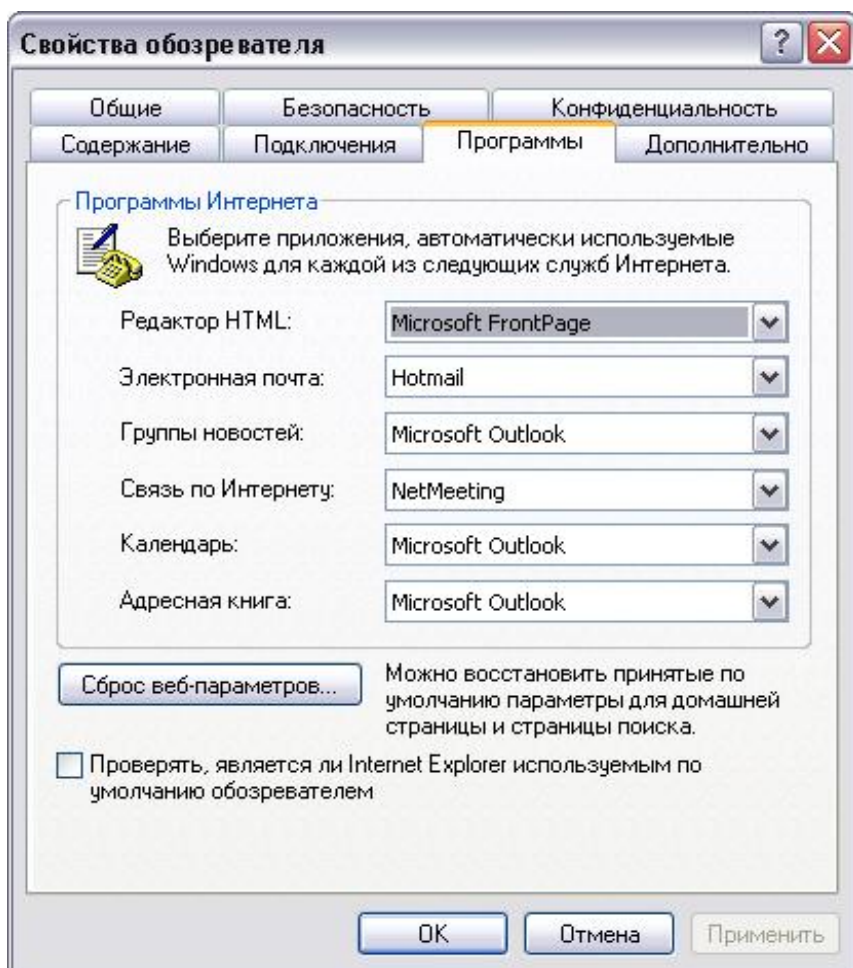 Свойства обозревателя
Общие
Безопасность
Конфиденциальность
Содержание
Подключения
Программы
Дополнительно
Программы Интернета
Выберите приложения, автоматически используемые
Windows для каждой из следующих служб Интернета.
Редактор HTML: Microsoft FrontPage
Электронная почта: Hotmail
Группы новостей: Microsoft Outlook
Связь по Интернету: NetMeeting
Календарь: Microsoft Outlook
Адресная книга: Microsoft Outlook
Сброс веб-параметров...
Можно восстановить принятые по
умолчанию параметры для домашней
страницы и страницы поиска.
Проверять, является ли Internet Explorer используемым по
умолчанию обозревателем
OK
Отмена
Применить